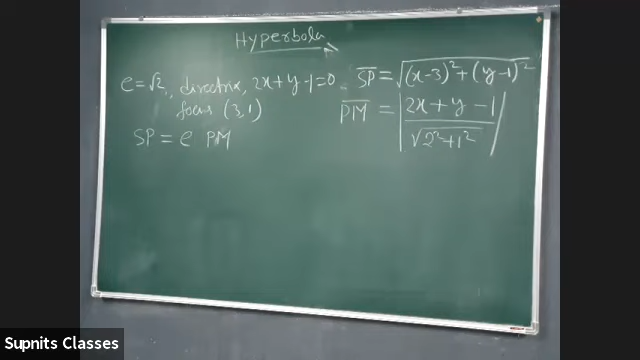 Hyperbola
e = √2, directrix, 2x + y - 1 = 0.
focus (3, 1)
SP = e PM
SP = √(x-3)² + (y-1)²
PM = |2x + y - 1 / √2² + 1²|
Supnits Classes